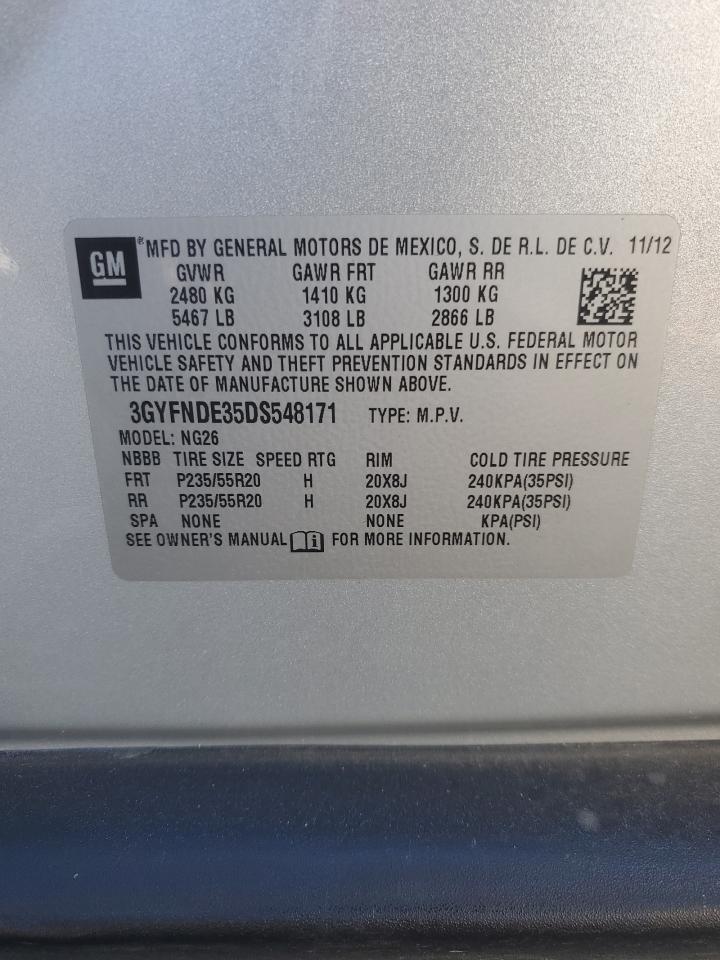 GM® MFD BY GENERAL MOTORS DE MEXICO, S. DE R.L. DE C.V. 11/12
GVWR GAWR FRT GAWR RR
2480 KG 1410 KG 1300 KG
5467 LB 3108 LB 2866 LB
THIS VEHICLE CONFORMS TO ALL APPLICABLE U.S. FEDERAL MOTOR
VEHICLE SAFETY AND THEFT PREVENTION STANDARDS IN EFFECT ON
THE DATE OF MANUFACTURE SHOWN ABOVE.
3GYFNDE35DS548171 TYPE: M.P.V.
MODEL: NG26
NBBB TIRE SIZE SPEED RTG RIM COLD TIRE PRESSURE
FRT P235/55R20 H 20X8J 240KPA(35PSI)
RR P235/55R20 H 20X8J 240KPA(35PSI)
SPA NONE NONE KPA(PSI)
SEE OWNER'S MANUAL i FOR MORE INFORMATION.